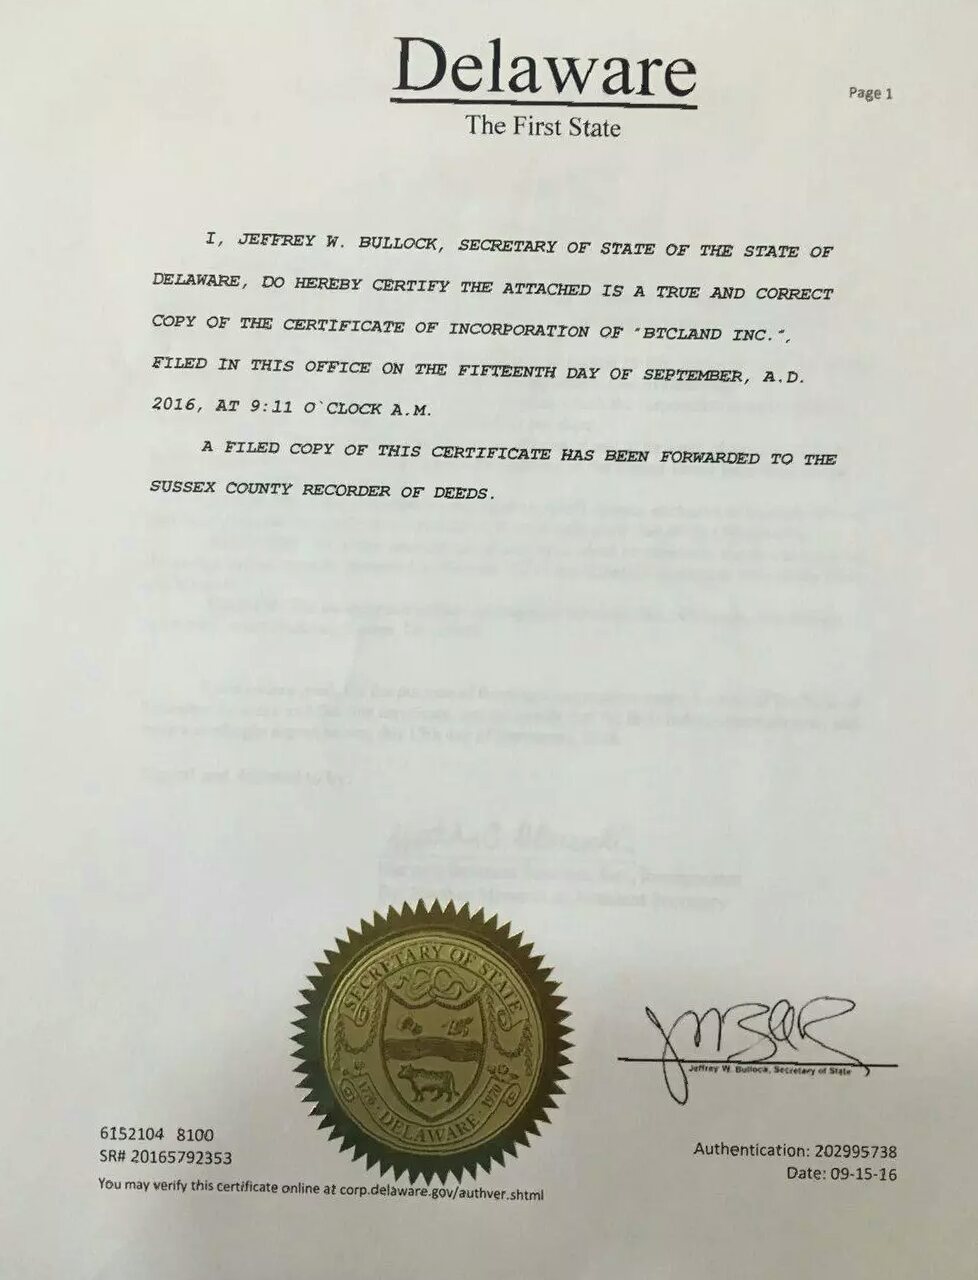 Delaware
Page 1
The First State
I, JEFFREY W. BULLOCK, SECRETARY OF STATE OF THE STATE OF
DELAWARE, DO HEREBY CERTIFY THE ATTACHED IS A TRUE AND CORRECT
COPY OF THE CERTIFICATE OF INCORPORATION OF "BTCLAND INC.",
FILED IN THIS OFFICE ON THE FIFTEENTH DAY OF SEPTEMBER, A.D.
2016, AT 9:11 O`CLOCK A.M.
A FILED COPY OF THIS CERTIFICATE HAS BEEN FORWARDED TO THE
SUSSEX COUNTY RECORDER OF DEEDS.
SECRETARY OF STATE
1776 · DELAWARE · 1970
Jeffrey W. Bullock, Secretary of State
6152104 8100
SR# 20165792353
Authentication: 202995738
Date: 09-15-16
You may verify this certificate online at corp.delaware.gov/authver.shtml